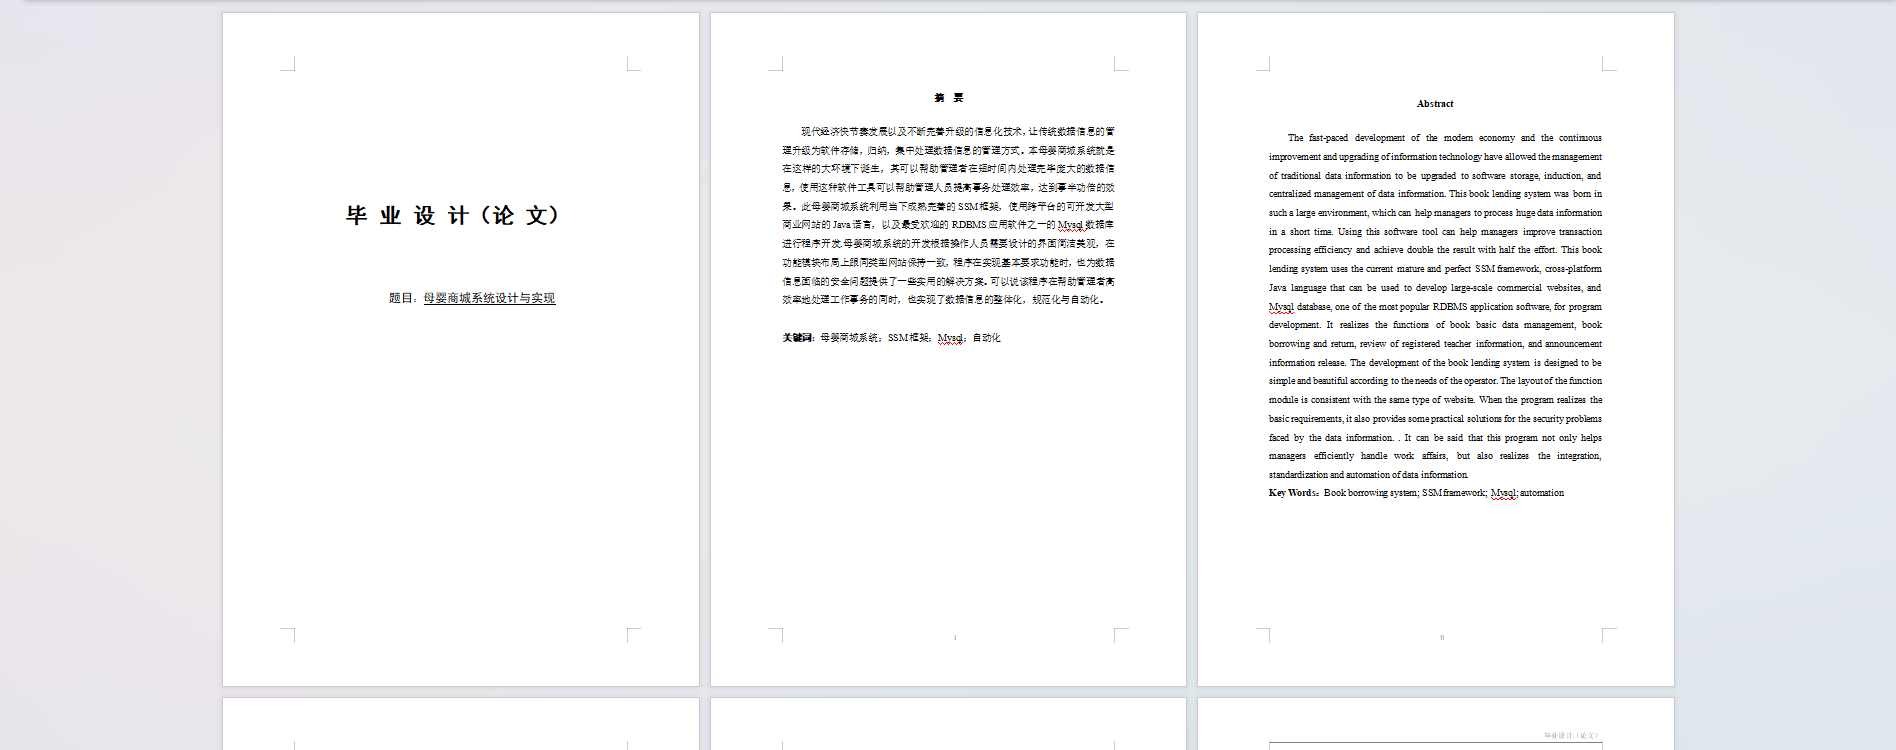 毕 业 设 计（论 文）
题目：母婴商城系统设计与实现
摘 要
现代经济快节奏发展以及不断完善升级的信息化技术，让传统数据信息的管
理升级为软件存储，归纳，集中处理数据信息的管理方式。本母婴商城系统就是
在这样的大环境下诞生，其可以帮助管理者在短时间内处理完毕庞大的数据信
息，使用这种软件工具可以帮助管理人员提高事务处理效率，达到事半功倍的效
果。此母婴商城系统利用当下成熟完善的 SSM 框架，使用跨平台的可开发大型
商业网站的 Java 语言，以及最受欢迎的 RDBMS 应用软件之一的 Mysql 数据库
进行程序开发.母婴商城系统的开发根据操作人员需要设计的界面简洁美观，在
功能模块布局上跟同类型网站保持一致，程序在实现基本要求功能时，也为数据
信息面临的安全问题提供了一些实用的解决方案。可以说该程序在帮助管理者高
效率地处理工作事务的同时，也实现了数据信息的整体化，规范化与自动化。
关键词：母婴商城系统；SSM 框架；Mysql；自动化
I
Abstract
The fast-paced development of the modern economy and the continuous
improvement and upgrading of information technology have allowed the management
of traditional data information to be upgraded to software storage, induction, and
centralized management of data information. This book lending system was born in
such a large environment, which can help managers to process huge data information
in a short time. Using this software tool can help managers improve transaction
processing efficiency and achieve double the result with half the effort. This book
lending system uses the current mature and perfect SSM framework, cross-platform
Java language that can be used to develop large-scale commercial websites, and
Mysql database, one of the most popular RDBMS application software, for program
development. It realizes the functions of book basic data management, book
borrowing and return, review of registered teacher information, and announcement
information release. The development of the book lending system is designed to be
simple and beautiful according to the needs of the operator. The layout of the function
module is consistent with the same type of website. When the program realizes the
basic requirements, it also provides some practical solutions for the security problems
faced by the data information. . It can be said that this program not only helps
managers efficiently handle work affairs, but also realizes the integration,
standardization and automation of data information.
Key Words：Book borrowing system; SSM framework; Mysql; automation
II
毕业设计（论文）